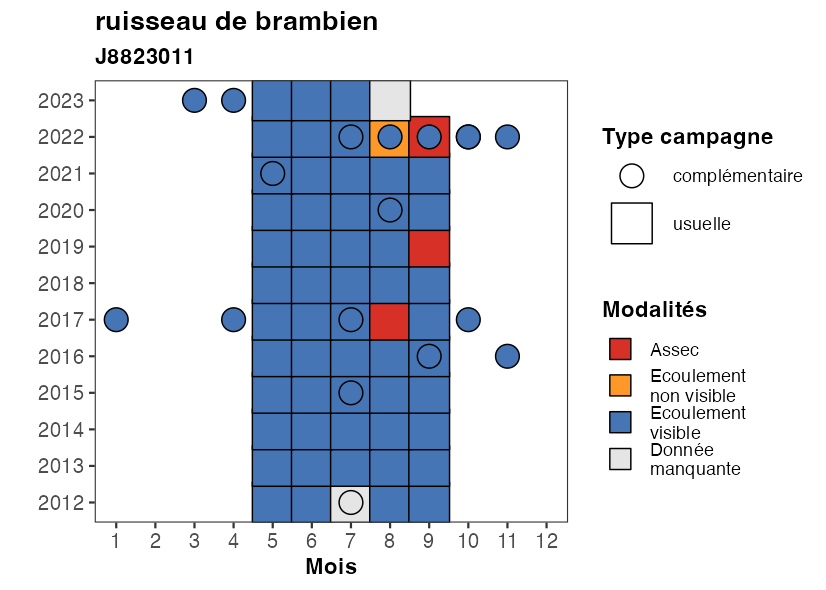 ruisseau de brambien
J8823011
2023
2022
2021
2020
2019
2018
2017
2016
2015
2014
2013
2012
1 2 3 4 5 6 7 8 9 10 11 12
Mois
Type campagne
complémentaire
usuelle
Modalités
Assec
Ecoulement
non visible
Ecoulement
visible
Donnée
manquante